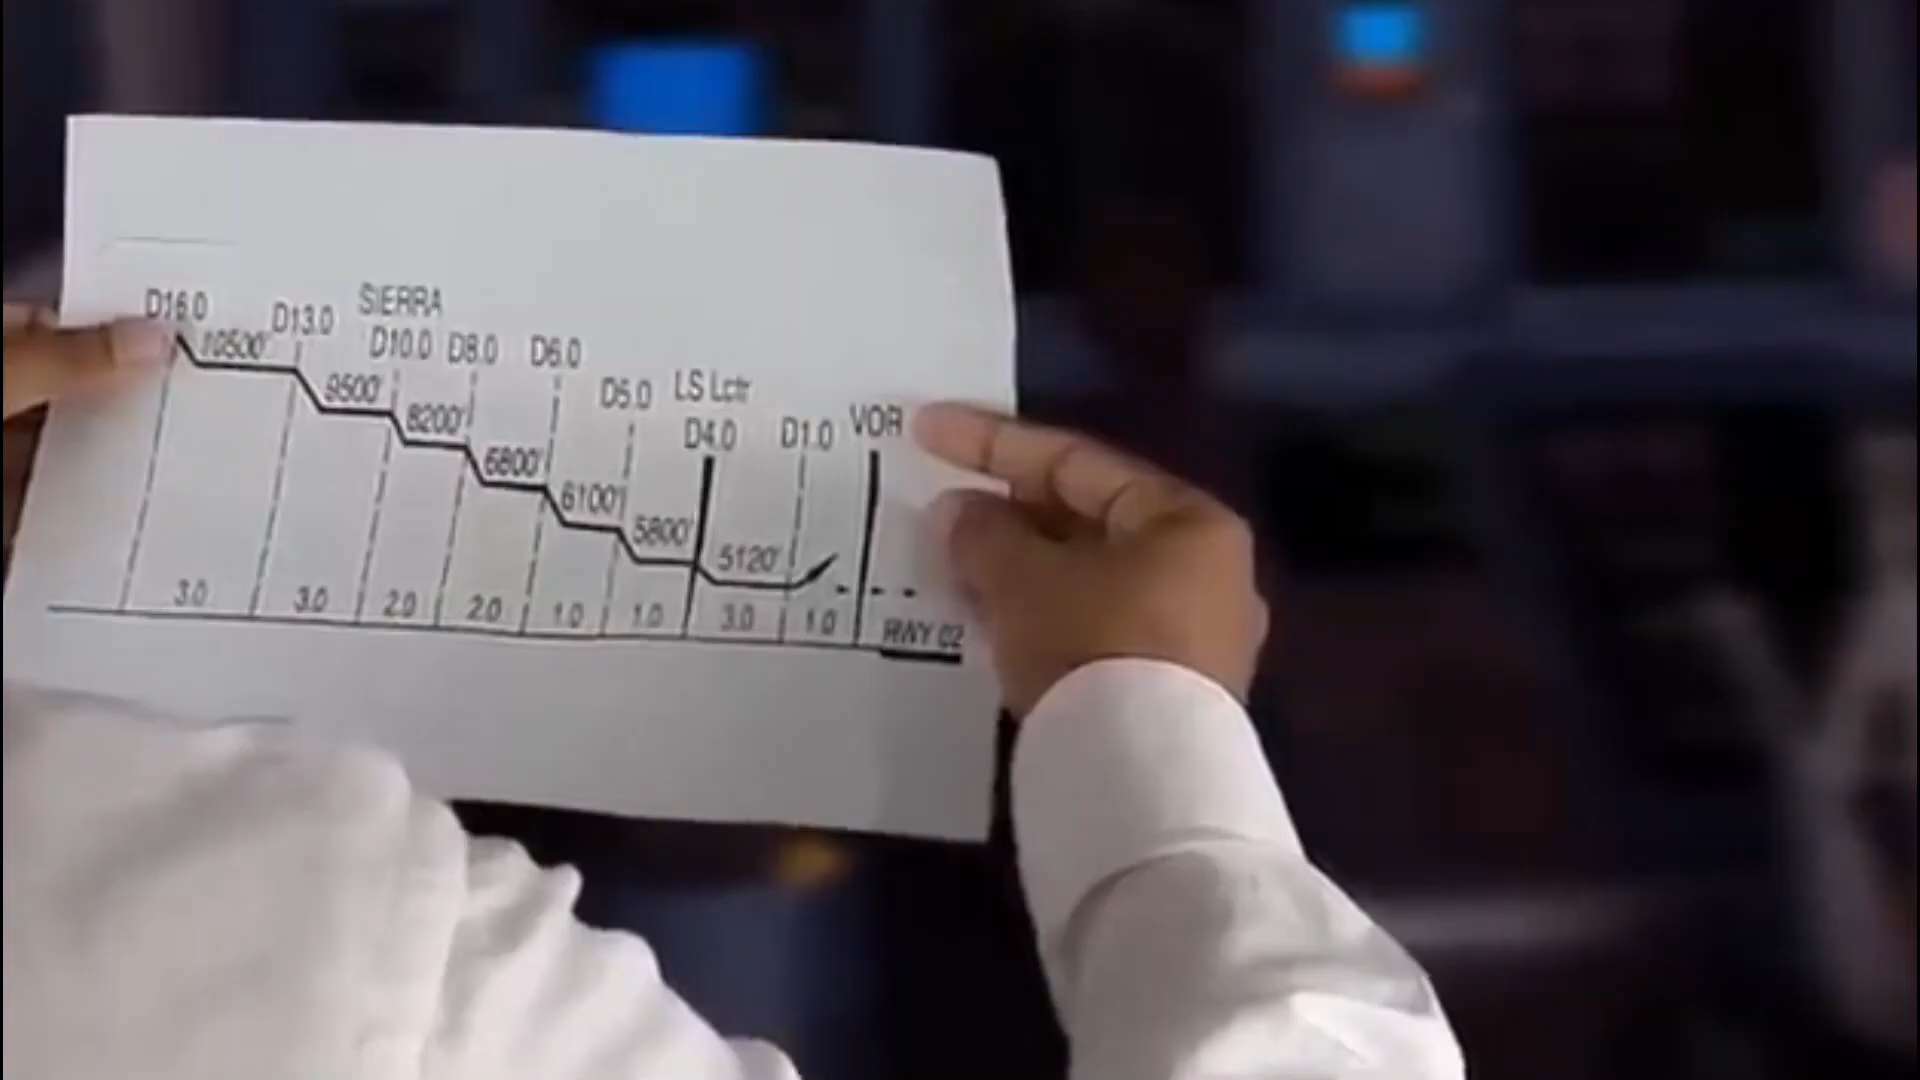 SIERRA
D16.0 D13.0 D10.0 D8.0 D6.0
D5.0 LS Lctr
D4.0 D1.0 VOR
10500'
9500'
8200'
6800'
6100'
5800'
5120'
3.0 3.0 2.0 2.0 1.0 1.0 3.0 1.0
RWY 02